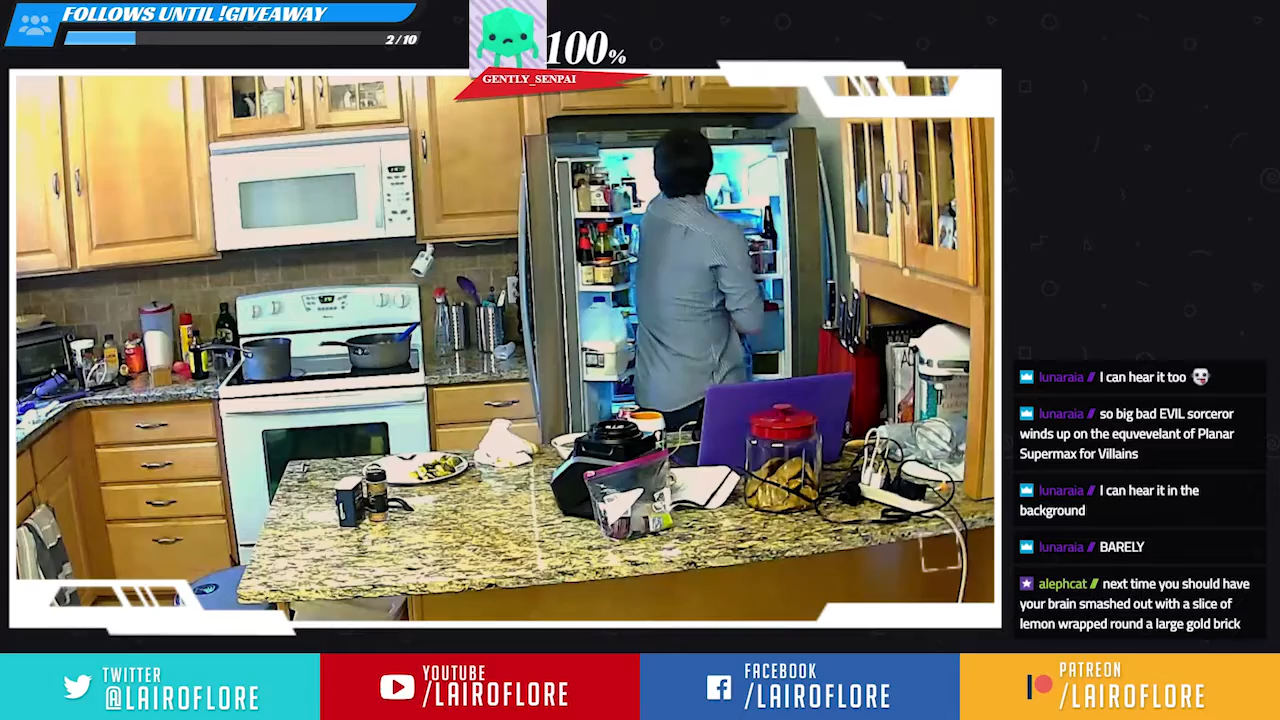 FOLLOWS UNTIL !GIVEAWAY
2/10
100%
GENTLY_SENPAI
lunaraia // I can hear it too
lunaraia // so big bad EVIL sorceror
winds up on the equvevelant of Planar
Supermax for Villains
lunaraia // I can hear it in the
background
lunaraia // BARELY
alephcat // next time you should have
your brain smashed out with a slice of
lemon wrapped round a large gold brick
TWITTER
@LAIROFLORE
YOUTUBE
/LAIROFLORE
FACEBOOK
/LAIROFLORE
PATREON
/LAIROFLORE